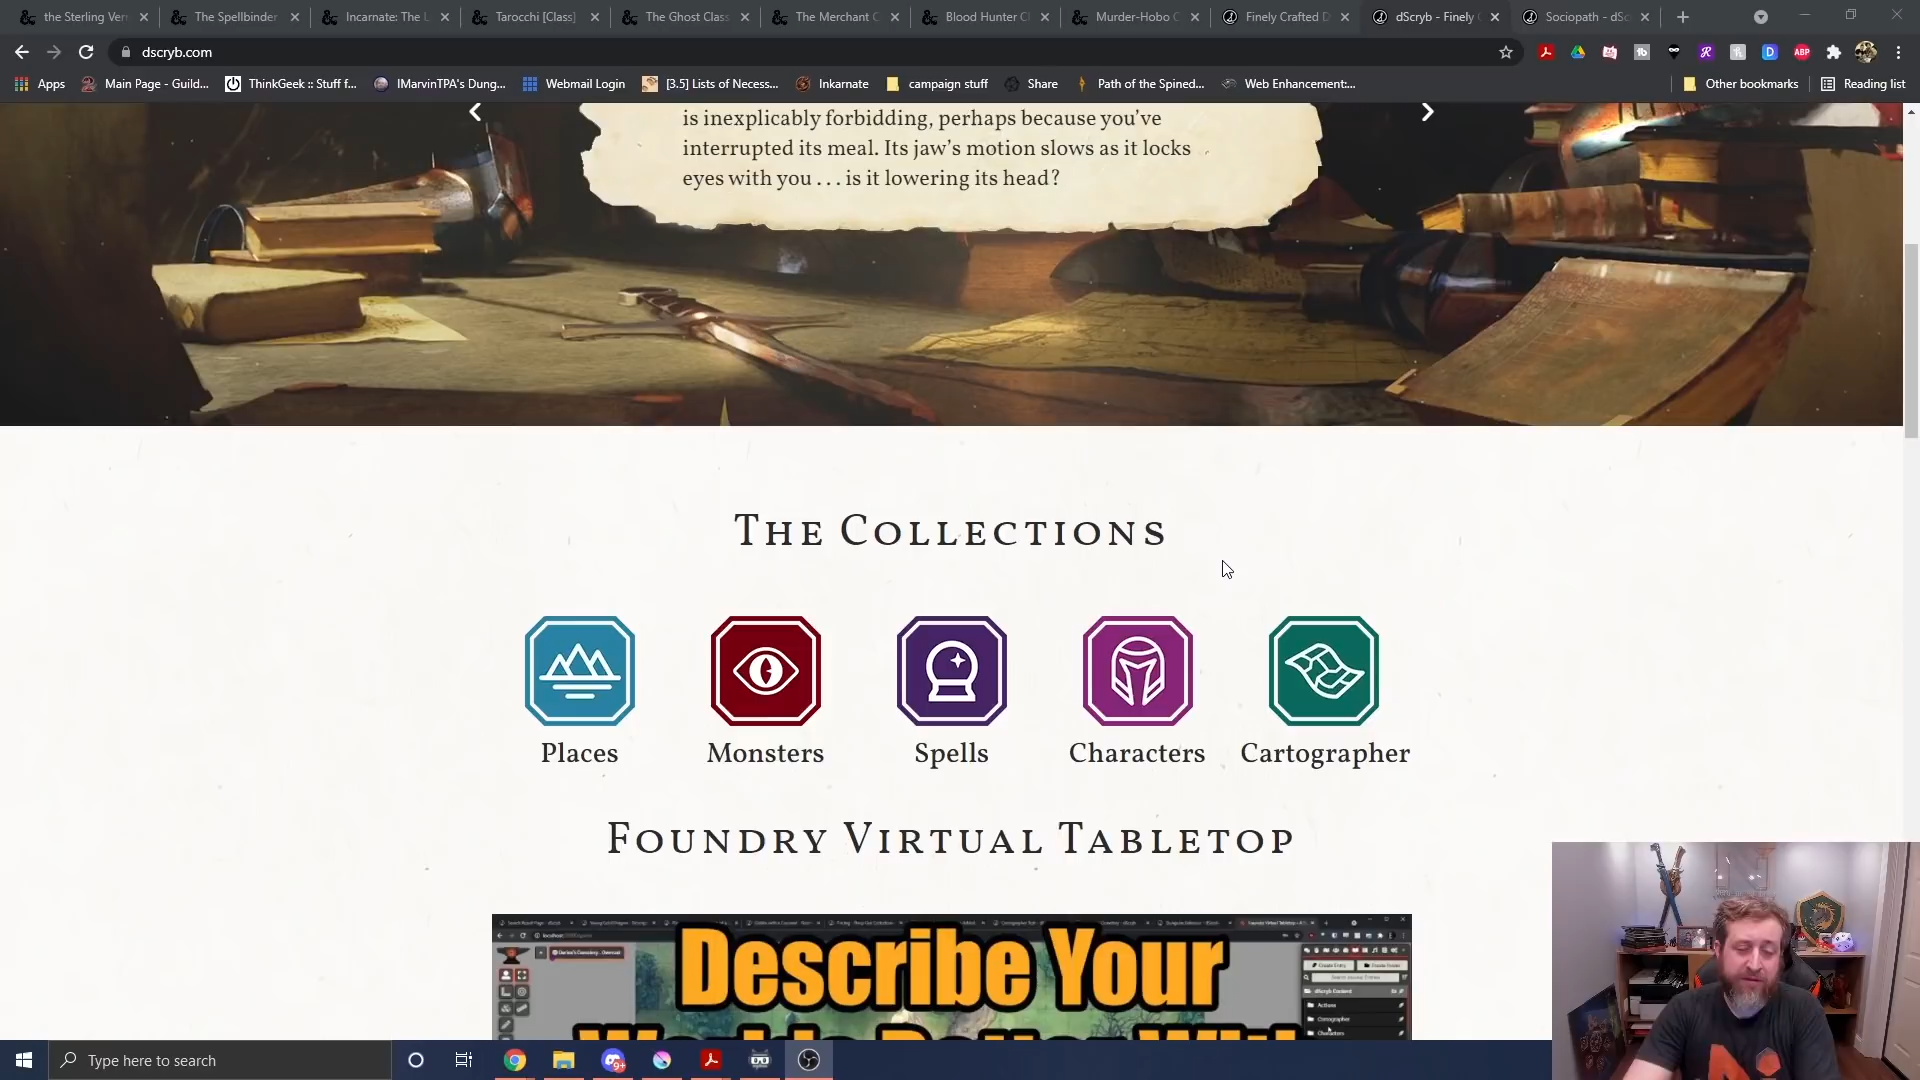 the Sterling Ver
The Spellbinder
Incarnate: The L
Tarocchi [Class]
The Ghost Class
The Merchant C
Blood Hunter Cl
Murder-Hobo C
Finely Crafted D
dScryb - Finely C
Sociopath - dSc
dscryb.com
Apps
Main Page - Guild...
ThinkGeek :: Stuff f...
IMarvinTPA's Dung...
Webmail Login
[3.5] Lists of Necess...
Inkarnate
campaign stuff
Share
Path of the Spined...
Web Enhancement:...
Other bookmarks
Reading list
is inexplicably forbidding, perhaps because you've
interrupted its meal. Its jaw's motion slows as it locks
eyes with you . . . is it lowering its head?
The Collections
Places
Monsters
Spells
Characters
Cartographer
Foundry Virtual Tabletop
Describe Your
Type here to search